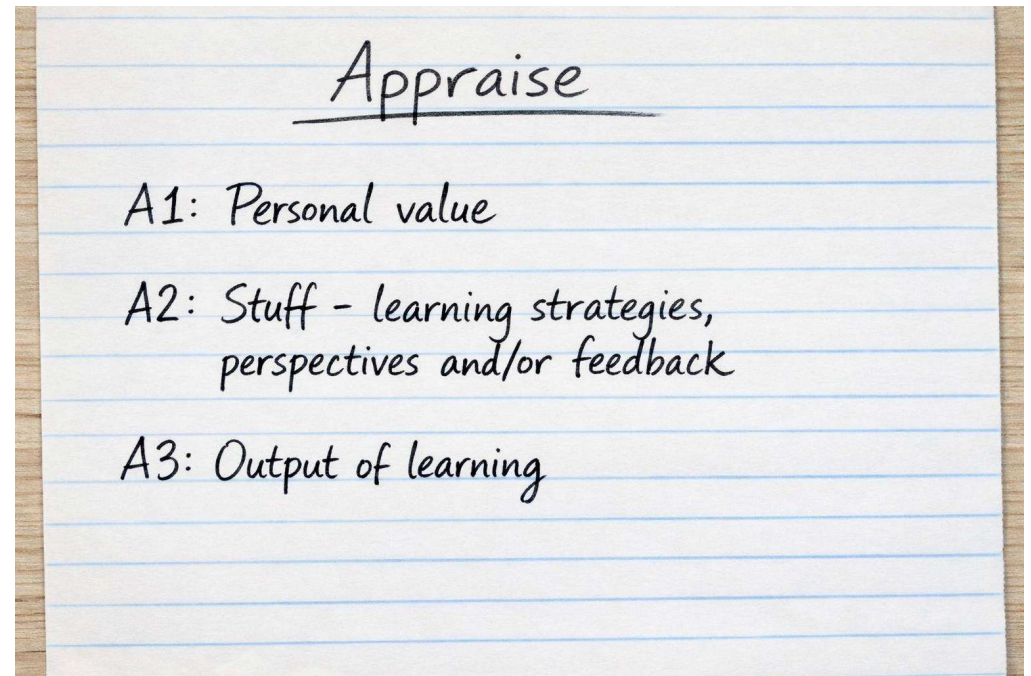 Appraise
A1: Personal value
A2: Stuff - learning strategies,
perspectives and/or feedback
A3: Output of learning